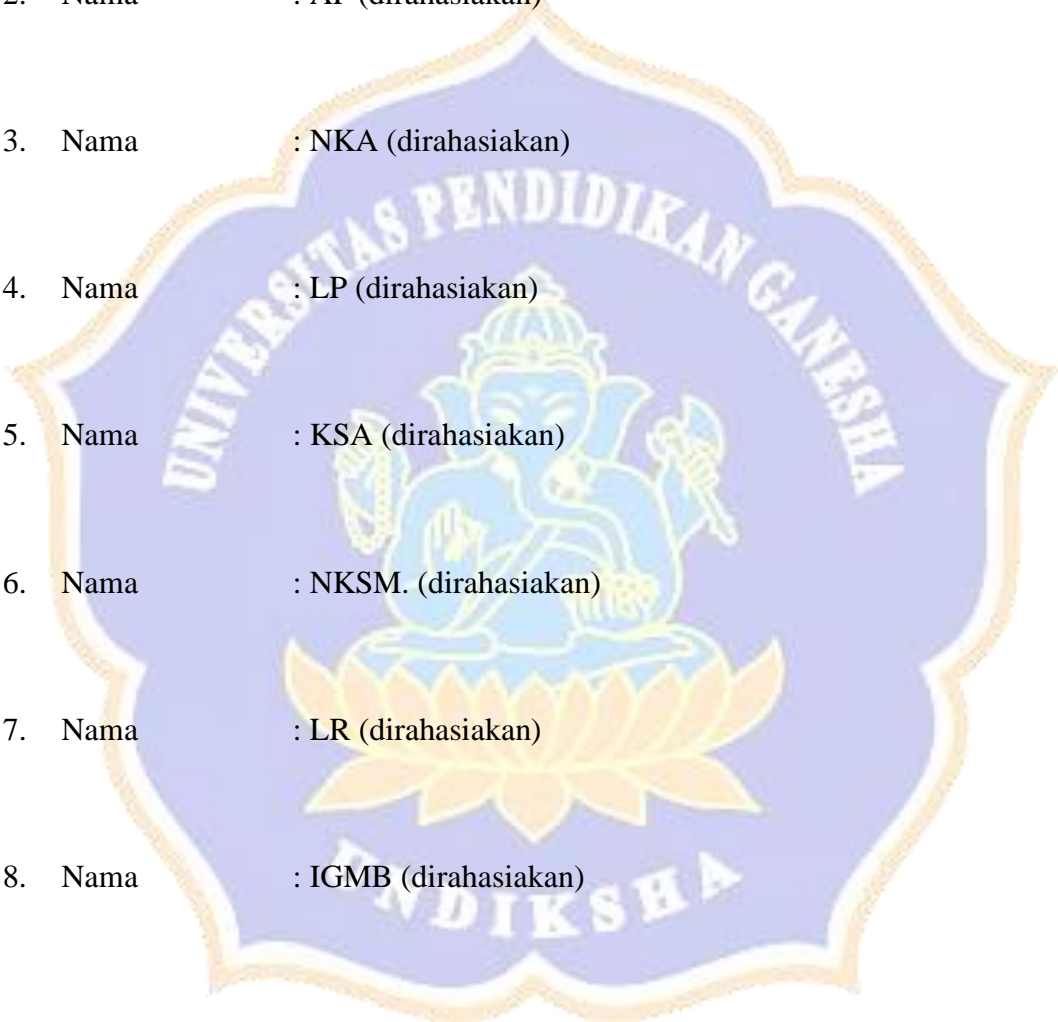 2. Nama : AP (dirahasiakan)
3. Nama : NKA (dirahasiakan)
UNIVERSITAS PENDIDIKAN GANESHA
4. Nama : LP (dirahasiakan)
5. Nama : KSA (dirahasiakan)
6. Nama : NKSM. (dirahasiakan)
7. Nama : LR (dirahasiakan)
8. Nama : IGMB (dirahasiakan)
UNDIKSHA